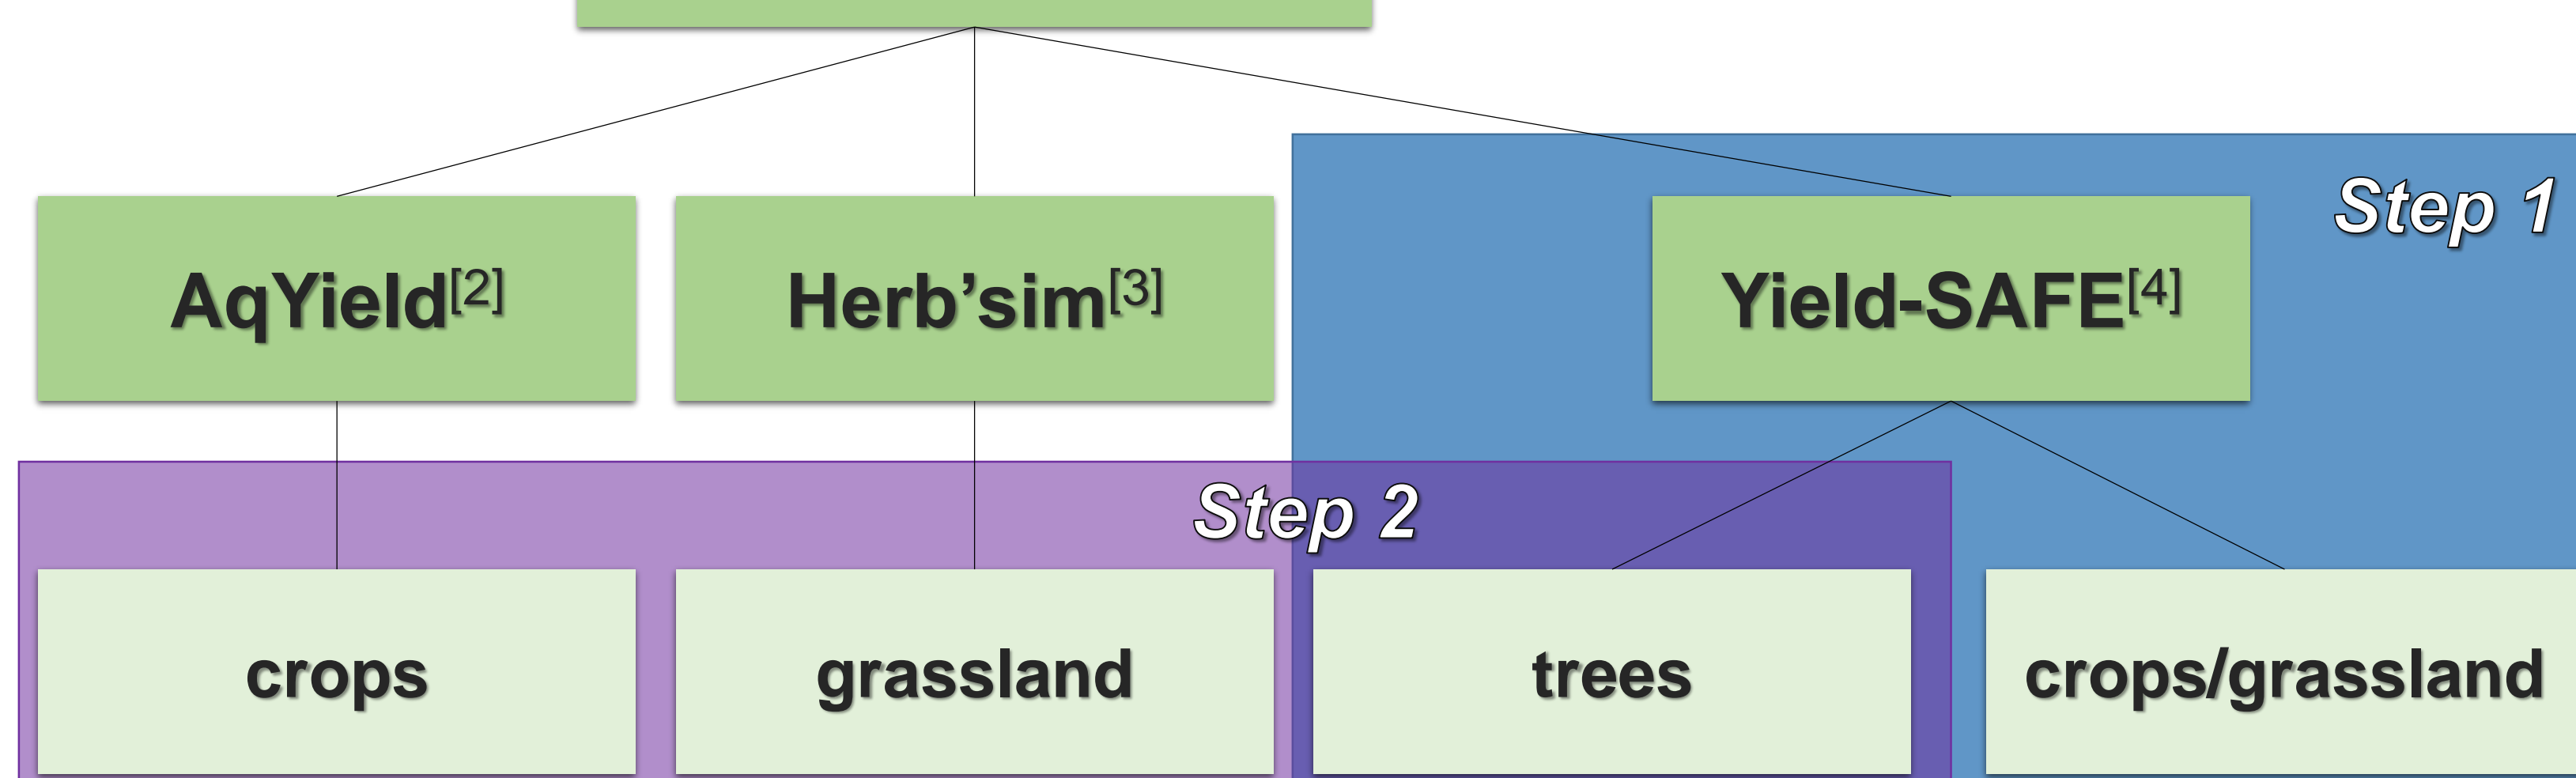 Step 1
AqYield[2]
Herb’sim[3]
Yield-SAFE[4]
Step 2
crops
grassland
trees
crops/grassland